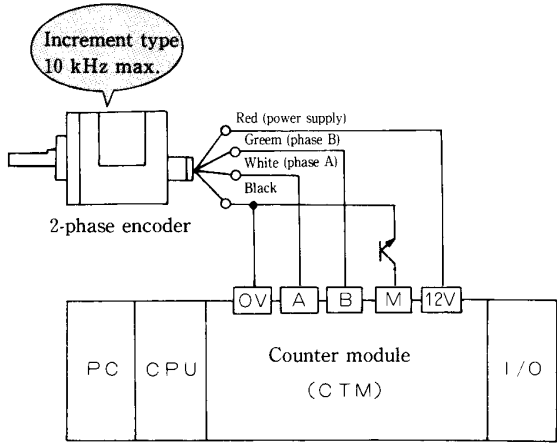 Increment type
10 kHz max.
Red (power supply)
Greem (phase B)
White (phase A)
Black
2-phase encoder
0V
A
B
M
12V
PC
CPU
Counter module
(CTM)
I/O